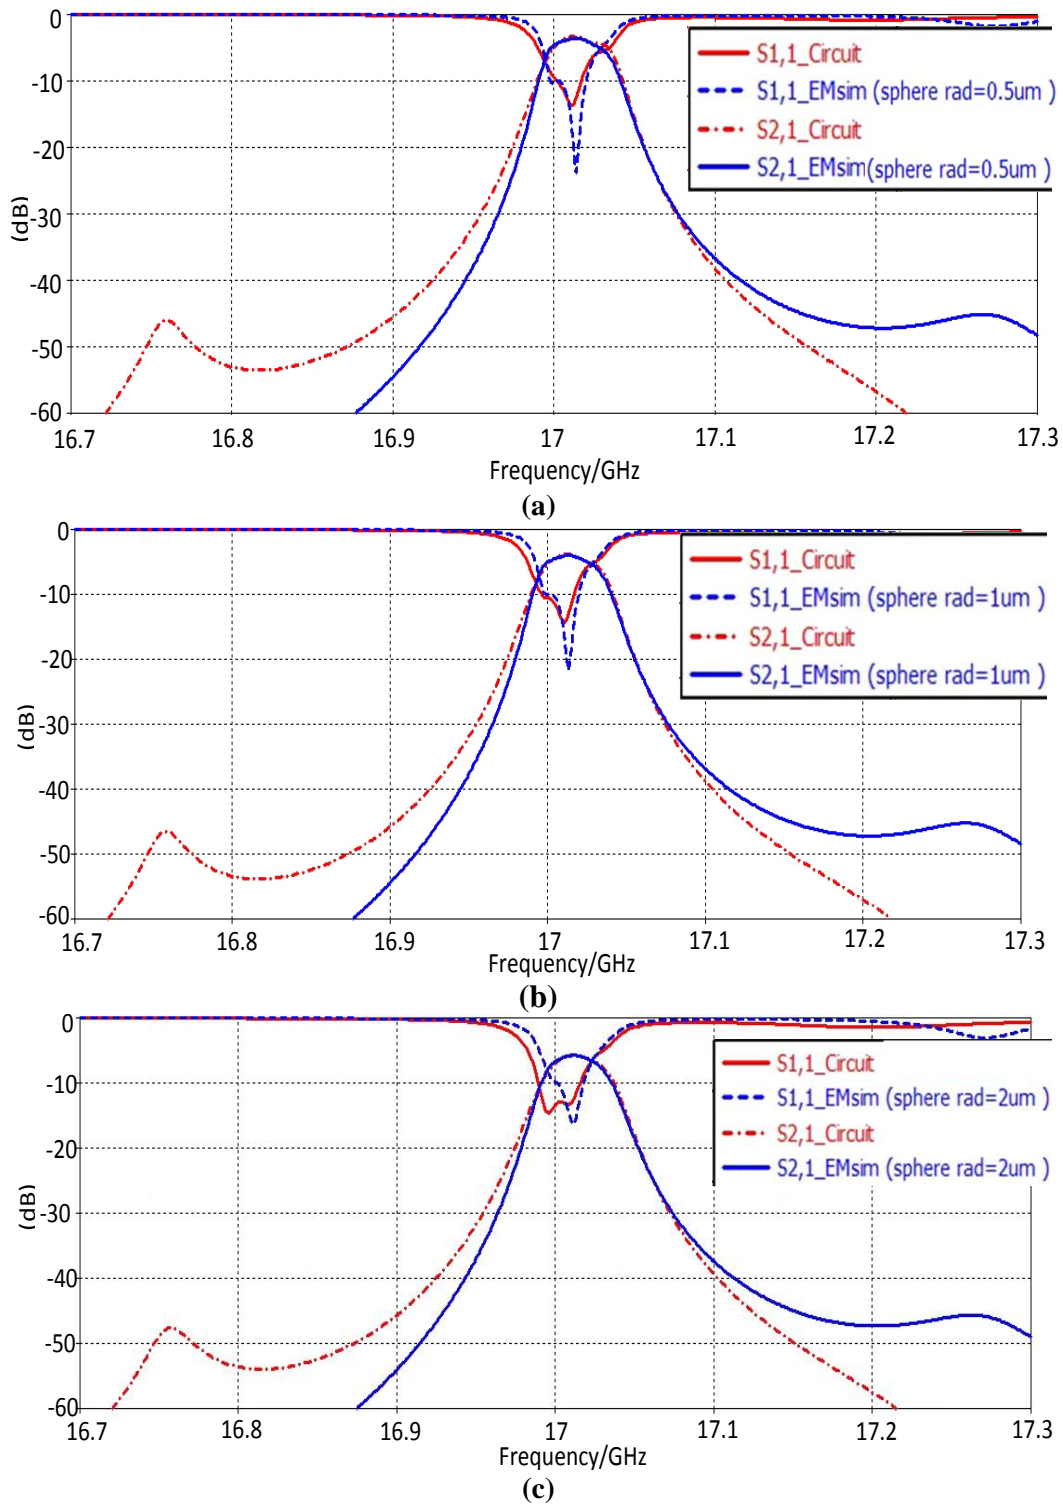 0
-10
-20
-30
-40
-50
-60
(dB)
S1,1_Circuit
S1,1_EMsim (sphere rad=0.5um )
S2,1_Circuit
S2,1_EMsim(sphere rad=0.5um )
16.7 16.8 16.9 17 17.1 17.2 17.3
Frequency/GHz
(a)
0
-10
-20
-30
-40
-50
-60
(dB)
S1,1_Circuit
S1,1_EMsim (sphere rad=1um )
S2,1_Circuit
S2,1_EMsim (sphere rad=1um )
16.7 16.8 16.9 17 17.1 17.2 17.3
Frequency/GHz
(b)
0
-10
-20
-30
-40
-50
-60
(dB)
S1,1_Circuit
S1,1_EMsim (sphere rad=2um )
S2,1_Circuit
S2,1_EMsim (sphere rad=2um )
16.7 16.8 16.9 17 17.1 17.2 17.3
Frequency/GHz
(c)